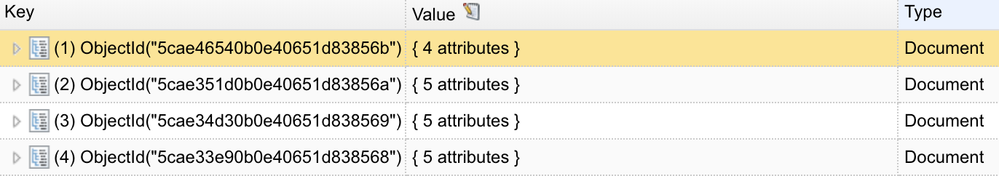 Key Value Type
(1) ObjectId("5cae46540b0e40651d83856b") { 4 attributes } Document
(2) ObjectId("5cae351d0b0e40651d83856a") { 5 attributes } Document
(3) ObjectId("5cae34d30b0e40651d838569") { 5 attributes } Document
(4) ObjectId("5cae33e90b0e40651d838568") { 5 attributes } Document